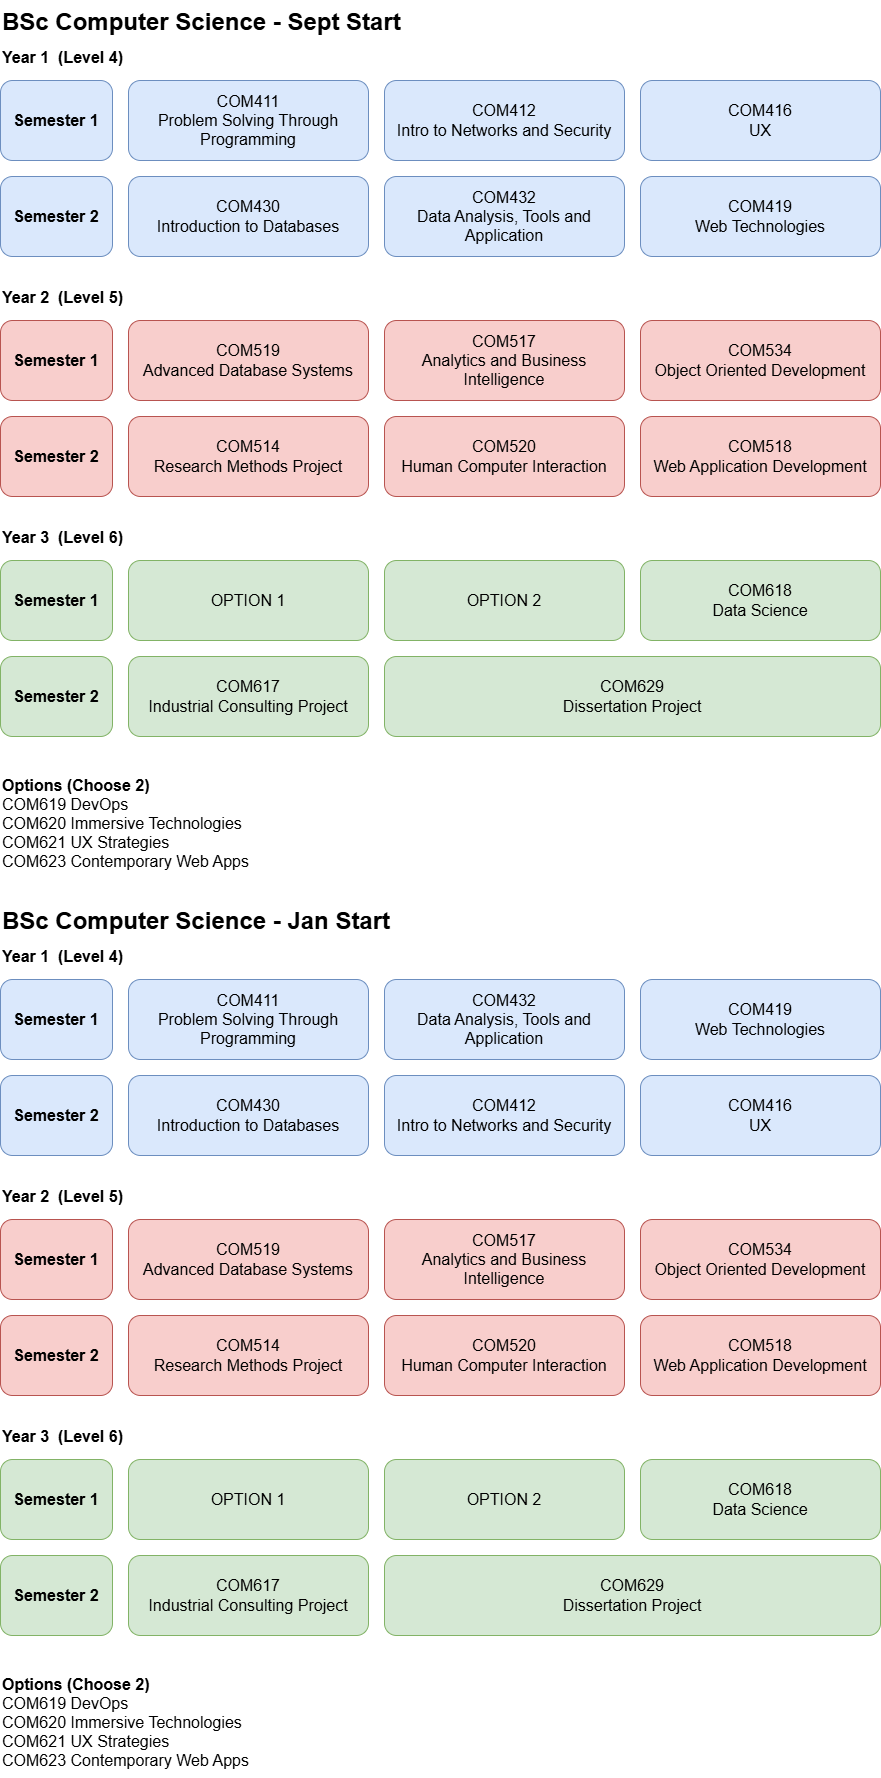 BSc Computer Science - Sept Start
Year 1  (Level 4)
Semester 1
COM411
Problem Solving Through
Programming
COM412
Intro to Networks and Security
COM416
UX
Semester 2
COM430
Introduction to Databases
COM432
Data Analysis, Tools and
Application
COM419
Web Technologies
Year 2  (Level 5)
Semester 1
COM519
Advanced Database Systems
COM517
Analytics and Business
Intelligence
COM534
Object Oriented Development
Semester 2
COM514
Research Methods Project
COM520
Human Computer Interaction
COM518
Web Application Development
Year 3  (Level 6)
Semester 1
OPTION 1
OPTION 2
COM618
Data Science
Semester 2
COM617
Industrial Consulting Project
COM629
Dissertation Project
Options (Choose 2)
COM619 DevOps
COM620 Immersive Technologies
COM621 UX Strategies
COM623 Contemporary Web Apps
BSc Computer Science - Jan Start
Year 1  (Level 4)
Semester 1
COM411
Problem Solving Through
Programming
COM432
Data Analysis, Tools and
Application
COM419
Web Technologies
Semester 2
COM430
Introduction to Databases
COM412
Intro to Networks and Security
COM416
UX
Year 2  (Level 5)
Semester 1
COM519
Advanced Database Systems
COM517
Analytics and Business
Intelligence
COM534
Object Oriented Development
Semester 2
COM514
Research Methods Project
COM520
Human Computer Interaction
COM518
Web Application Development
Year 3  (Level 6)
Semester 1
OPTION 1
OPTION 2
COM618
Data Science
Semester 2
COM617
Industrial Consulting Project
COM629
Dissertation Project
Options (Choose 2)
COM619 DevOps
COM620 Immersive Technologies
COM621 UX Strategies
COM623 Contemporary Web Apps